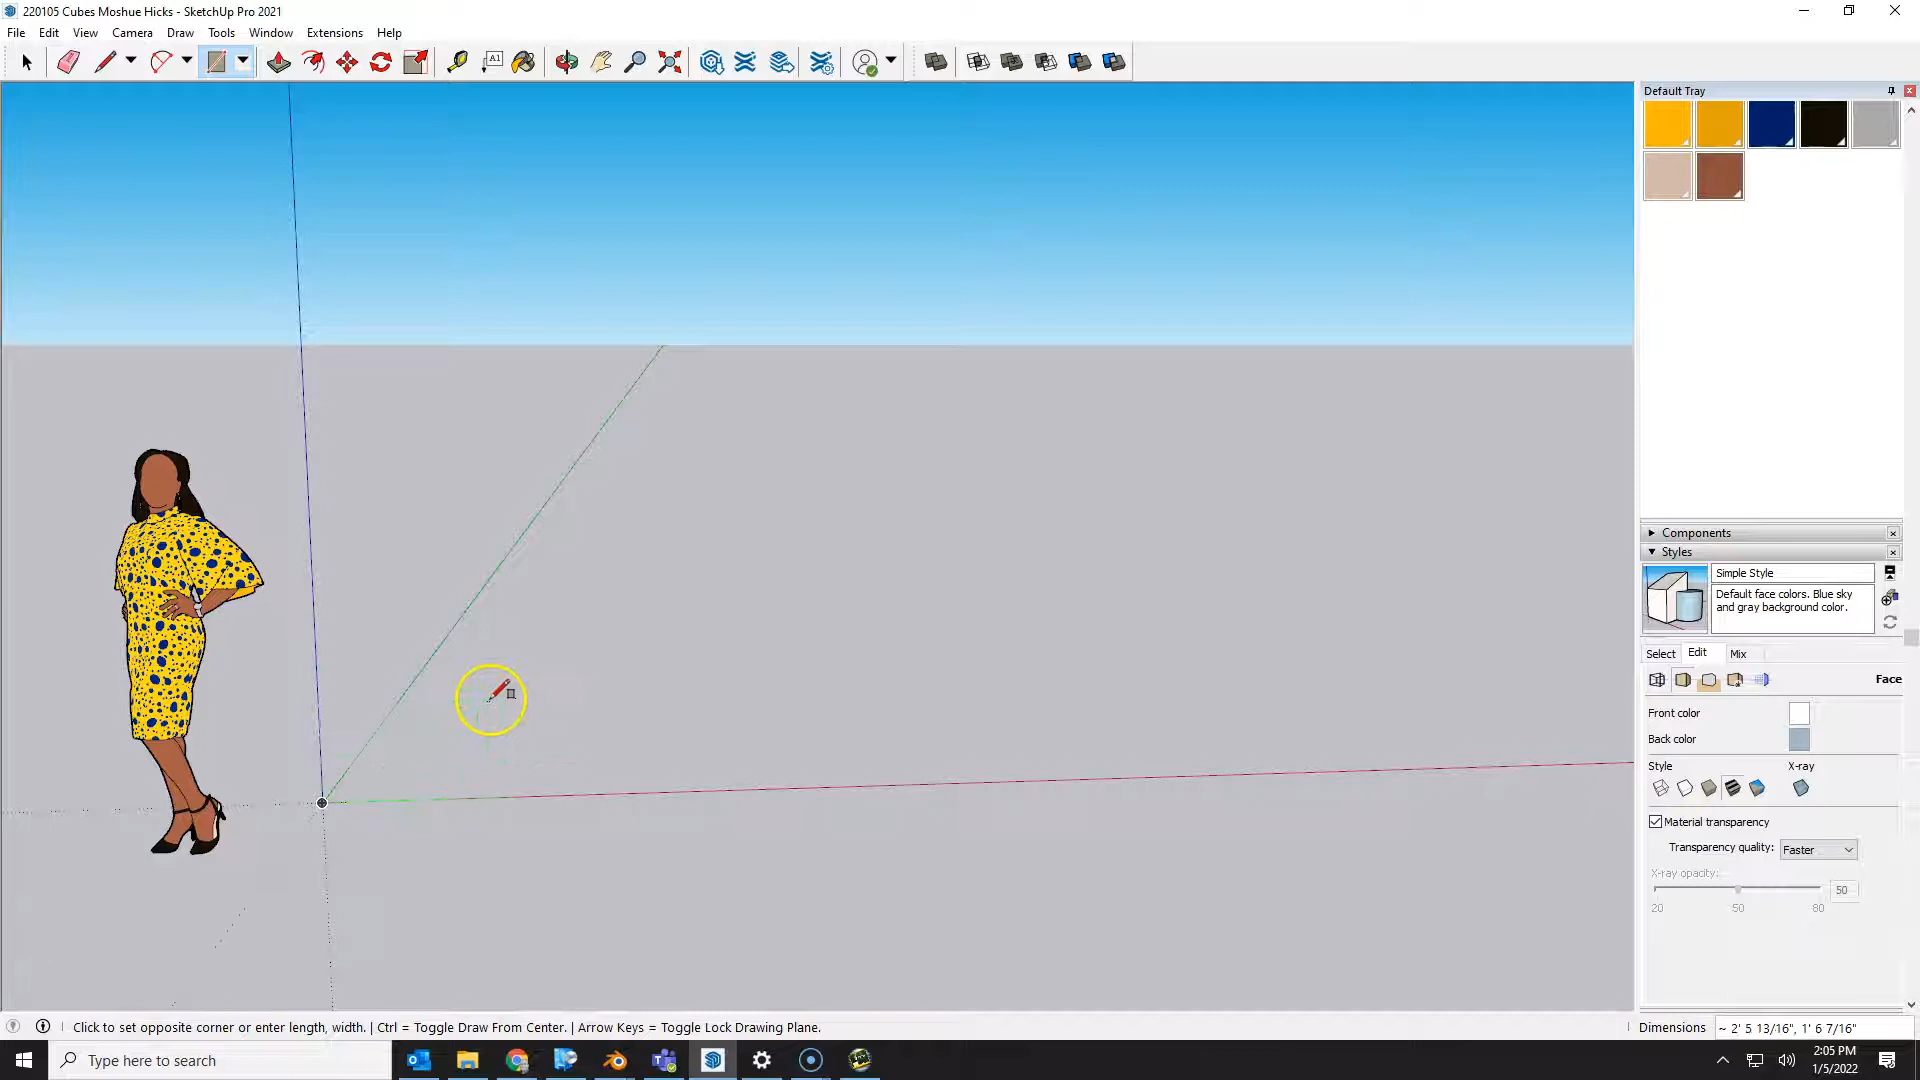 220105 Cubes Moshue Hicks - SketchUp Pro 2021
File Edit View Camera Draw Tools Window Extensions Help
A1
Default Tray
Components
Styles
Simple Style
Default face colors. Blue sky
and gray background color.
Select Edit Mix
Face
Front color
Back color
Style X-ray
Material transparency
Transparency quality: Faster
X-ray opacity:
50
20 50 80
Click to set opposite corner or enter length, width. | Ctrl = Toggle Draw From Center. | Arrow Keys = Toggle Lock Drawing Plane.
Dimensions ~ 2' 5 13/16", 1' 6 7/16"
Type here to search
2:05 PM
1/5/2022